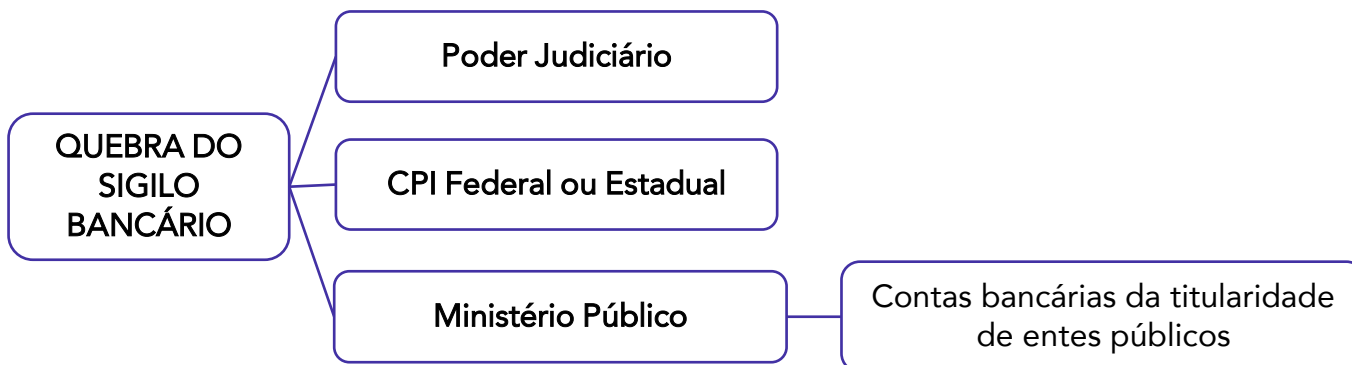 QUEBRA DO
SIGILO
BANCÁRIO
Poder Judiciário
CPI Federal ou Estadual
Ministério Público
Contas bancárias da titularidade
de entes públicos